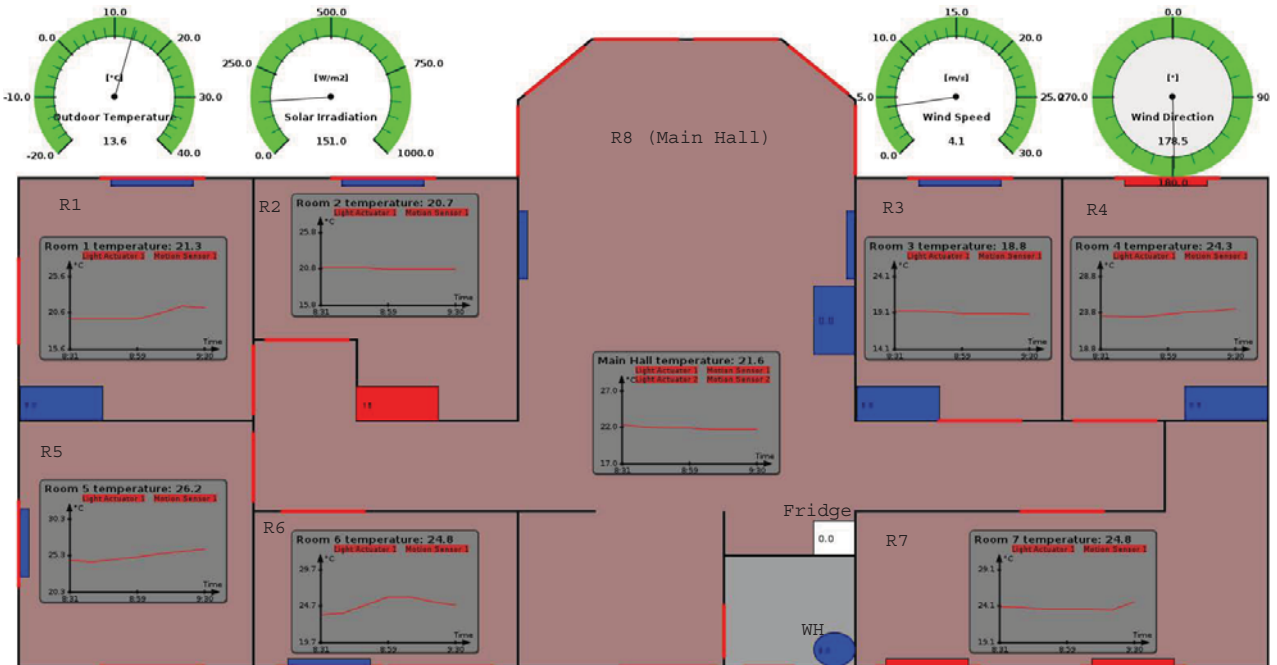 10.0
0.0
20.0
[°C]
-10.0
30.0
Outdoor Temperature
13.6
-20.0
40.0
500.0
250.0
750.0
[W/m2]
Solar Irradiation
151.0
0.0
1000.0
15.0
10.0
20.0
[m/s]
5.0
25.0
Wind Speed
4.1
30.0
0.0
[°]
270.0
90
Wind Direction
178.5
180.0
R8 (Main Hall)
R1
Room 1 temperature: 21.3
Light Actuator 1 Motion Sensor 1
°C
25.6
20.6
15.6
Time
8:31 8:59 9:30
R2
Room 2 temperature: 20.7
Light Actuator 1 Motion Sensor 1
°C
25.8
20.8
15.8
Time
8:31 8:59 9:30
R3
Room 3 temperature: 18.8
Light Actuator 1 Motion Sensor 1
°C
24.1
19.1
14.1
Time
8:31 8:59 9:30
R4
Room 4 temperature: 24.3
Light Actuator 1 Motion Sensor 1
°C
28.8
23.8
18.8
Time
8:31 8:59 9:30
0.0
Main Hall temperature: 21.6
Light Actuator 1 Motion Sensor 1
Light Actuator 2 Motion Sensor 2
°C
27.0
22.0
17.0
Time
8:31 8:59 9:30
R5
Room 5 temperature: 26.2
Light Actuator 1 Motion Sensor 1
°C
30.3
25.3
20.3
Time
8:31 8:59 9:30
R6
Room 6 temperature: 24.8
Light Actuator 1 Motion Sensor 1
°C
29.7
24.7
19.7
Time
8:31 8:59 9:30
Fridge
0.0
WH
R7
Room 7 temperature: 24.8
Light Actuator 1 Motion Sensor 1
°C
29.1
24.1
19.1
Time
8:31 8:59 9:30